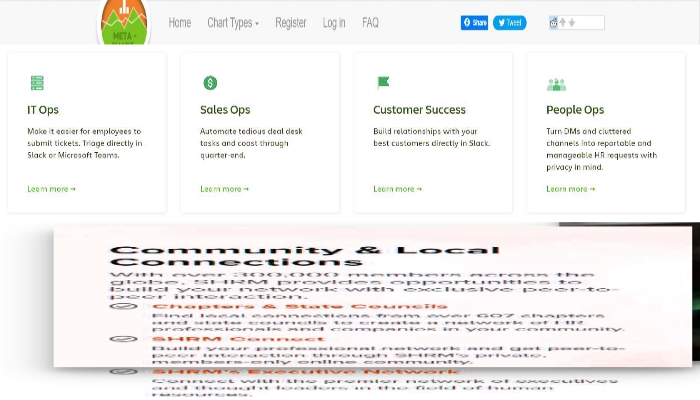 META -
Home Chart Types Register Log in FAQ
Share Tweet
IT Ops
Make it easier for employees to
submit tickets. Triage directly in
Slack or Microsoft Teams.
Learn more →
Sales Ops
Automate tedious deal desk
tasks and coast through
quarter-end.
Learn more →
Customer Success
Build relationships with your
best customers directly in Slack.
Learn more →
People Ops
Turn DMs and cluttered
channels into reportable and
manageable HR requests with
privacy in mind.
Learn more →
Community & Local
Connections
With over 300,000 members across the
globe, SHRM provides opportunities to
build your network with exclusive peer-to-
peer interaction.
Chapters & State Councils
Find local connections from over 607 chapters
and state councils to create a network of HR
professionals and companies in your community.
SHRM Connect
Build your professional network and get peer-to-
peer interaction through SHRM's private,
members-only online community.
SHRM's Executive Network
Connect with the premier network of executives
and thought leaders in the field of human
resources.